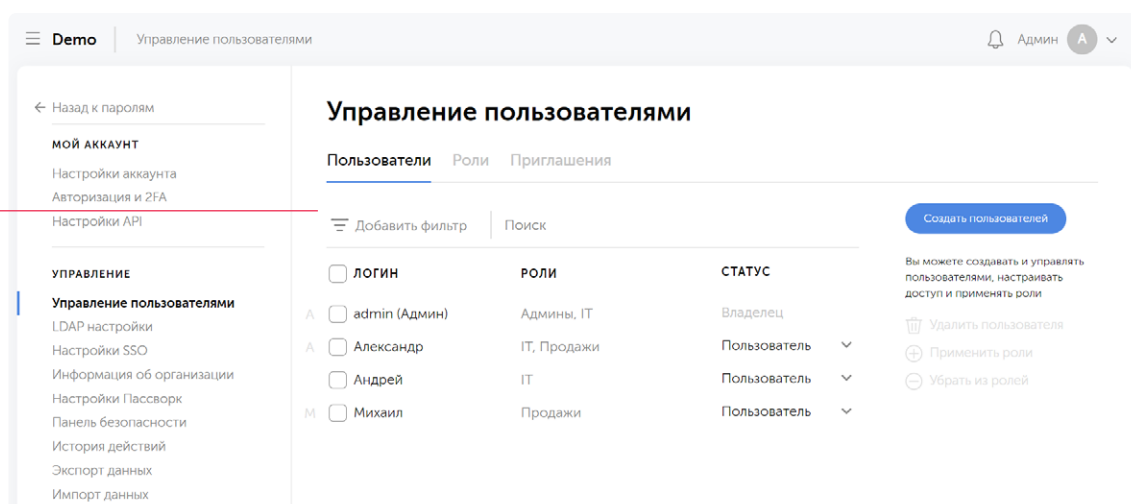 Demo
Управление пользователями
Админ
А
Назад к паролям
МОЙ АККАУНТ
Настройки аккаунта
Авторизация и 2FA
Настройки API
УПРАВЛЕНИЕ
Управление пользователями
LDAP настройки
Настройки SSO
Информация об организации
Настройки Пассворк
Панель безопасности
История действий
Экспорт данных
Импорт данных
Управление пользователями
Пользователи Роли Приглашения
Добавить фильтр Поиск
ЛОГИН РОЛИ СТАТУС
А admin (Админ) Админы, IT Владелец
А Александр IT, Продажи Пользователь
Андрей IT Пользователь
М Михаил Продажи Пользователь
Создать пользователей
Вы можете создавать и управлять
пользователями, настраивать
доступ и применять роли
Удалить пользователя
Применить роли
Убрать из ролей